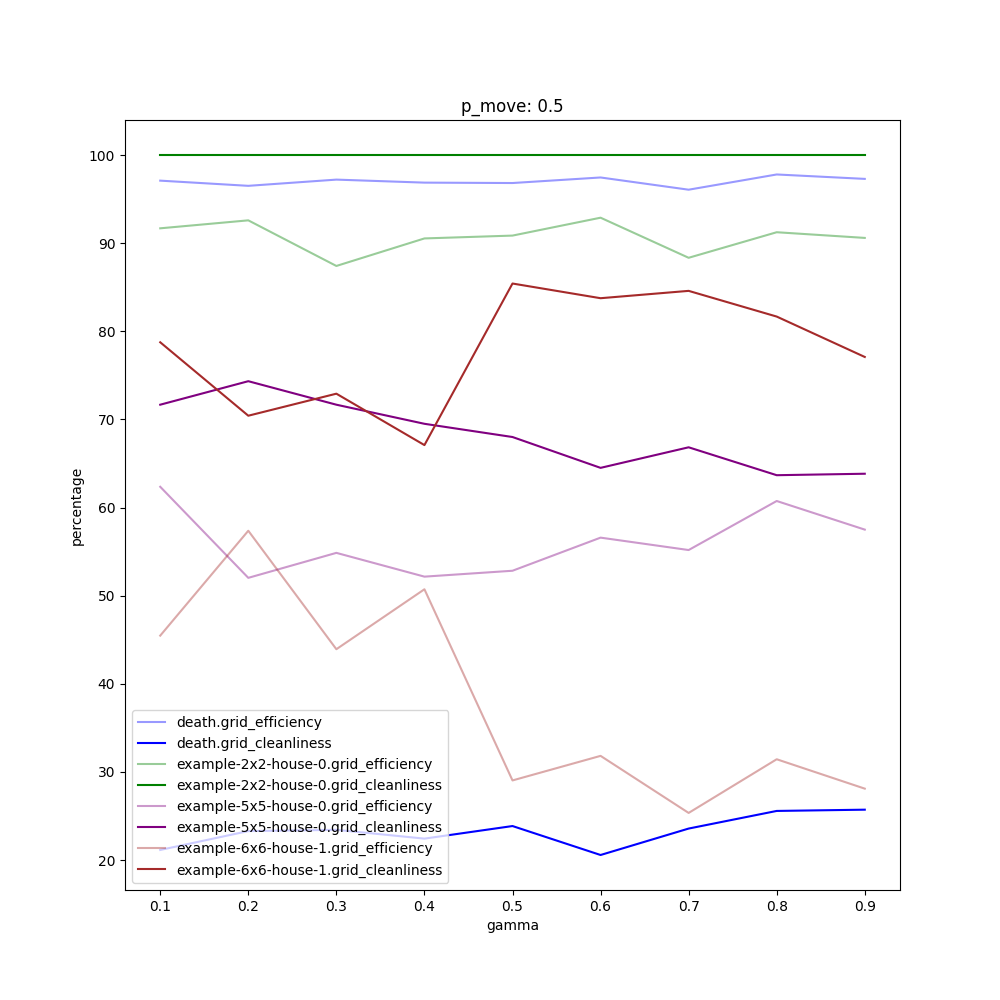 p_move: 0.5
100
90
80
70
60
50
40
30
20
percentage
death.grid_efficiency
death.grid_cleanliness
example-2x2-house-0.grid_efficiency
example-2x2-house-0.grid_cleanliness
example-5x5-house-0.grid_efficiency
example-5x5-house-0.grid_cleanliness
example-6x6-house-1.grid_efficiency
example-6x6-house-1.grid_cleanliness
0.1 0.2 0.3 0.4 0.5 0.6 0.7 0.8 0.9
gamma